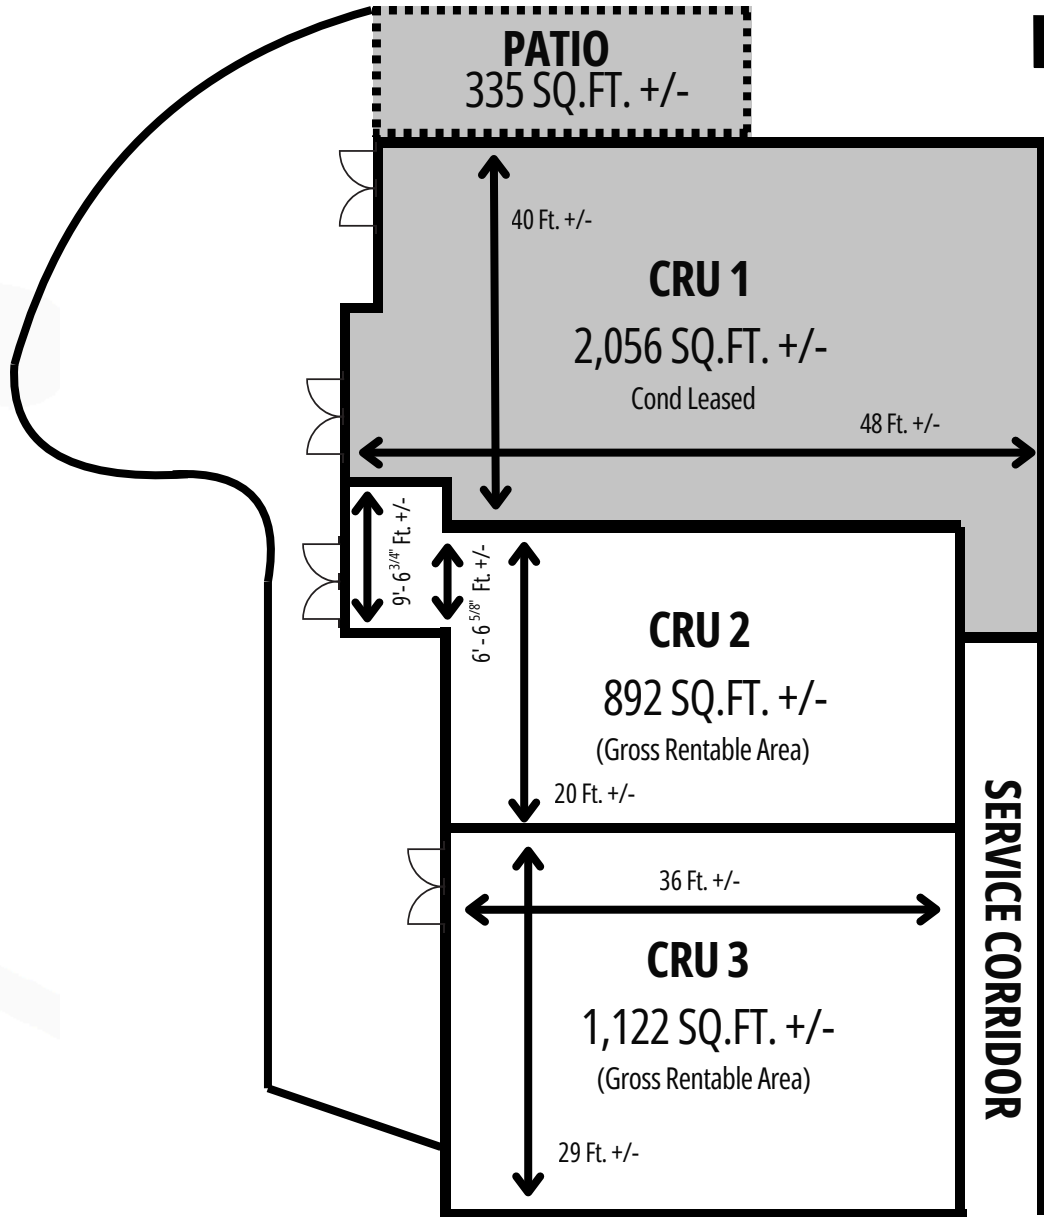 PATIO
335 SQ.FT. +/-
40 Ft. +/-
CRU 1
2,056 SQ.FT. +/-
Cond Leased
48 Ft. +/-
9'- 6 3/4" Ft. +/-
6' - 6 5/8" Ft. +/-
CRU 2
892 SQ.FT. +/-
(Gross Rentable Area)
20 Ft. +/-
36 Ft. +/-
CRU 3
1,122 SQ.FT. +/-
(Gross Rentable Area)
29 Ft. +/-
SERVICE CORRIDOR